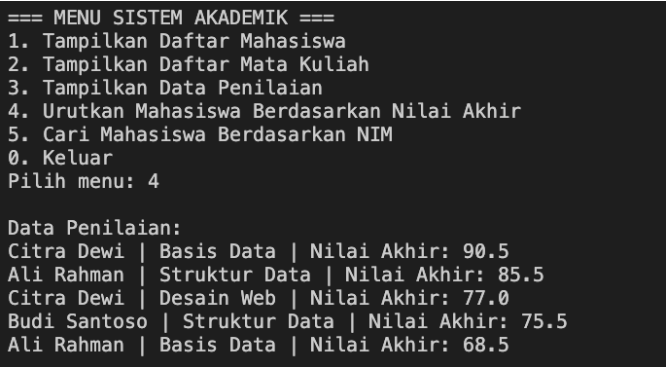 === MENU SISTEM AKADEMIK ===
1. Tampilkan Daftar Mahasiswa
2. Tampilkan Daftar Mata Kuliah
3. Tampilkan Data Penilaian
4. Urutkan Mahasiswa Berdasarkan Nilai Akhir
5. Cari Mahasiswa Berdasarkan NIM
0. Keluar
Pilih menu: 4

Data Penilaian:
Citra Dewi | Basis Data | Nilai Akhir: 90.5
Ali Rahman | Struktur Data | Nilai Akhir: 85.5
Citra Dewi | Desain Web | Nilai Akhir: 77.0
Budi Santoso | Struktur Data | Nilai Akhir: 75.5
Ali Rahman | Basis Data | Nilai Akhir: 68.5